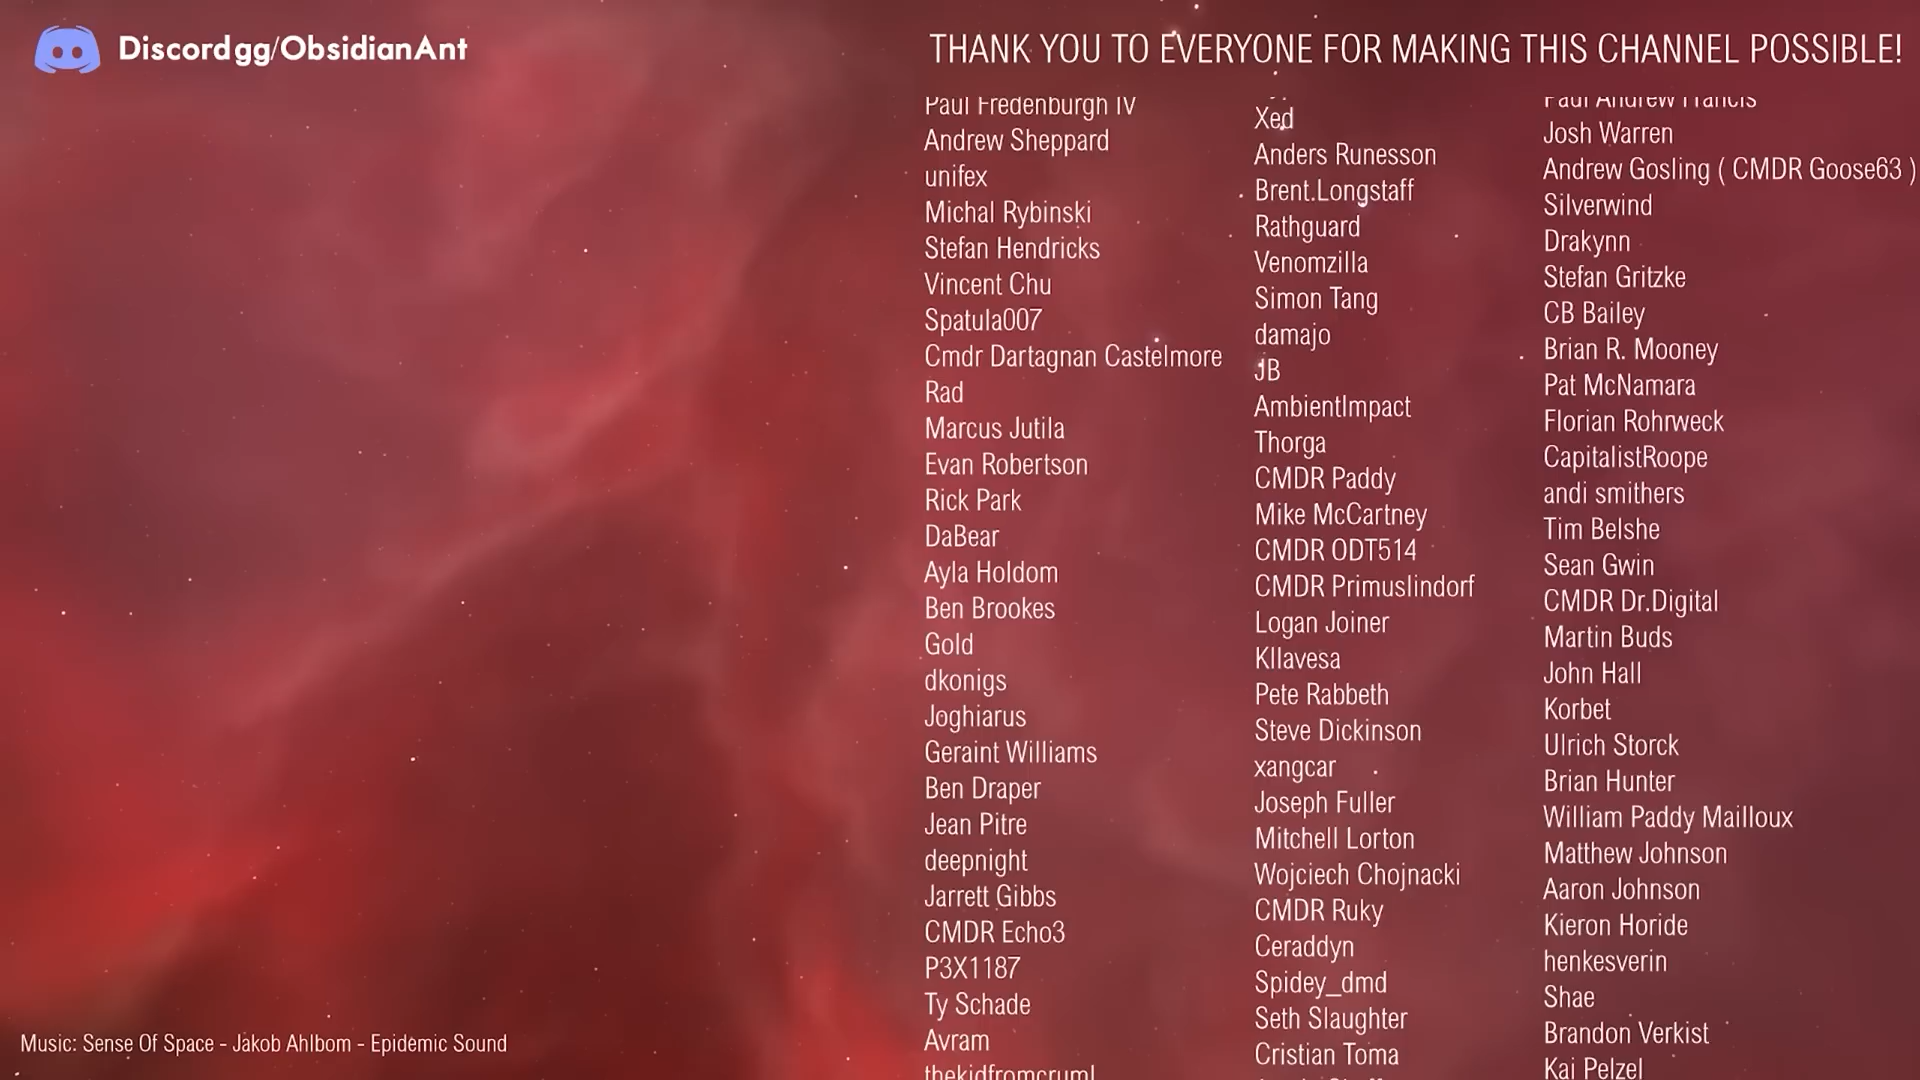 Discordgg/ObsidianAnt
THANK YOU TO EVERYONE FOR MAKING THIS CHANNEL POSSIBLE!
Paul Fredenburgh IV
Andrew Sheppard
unifex
Michal Rybinski
Stefan Hendricks
Vincent Chu
Spatula007
Cmdr Dartagnan Castelmore
Rad
Marcus Jutila
Evan Robertson
Rick Park
DaBear
Ayla Holdom
Ben Brookes
Gold
dkonigs
Joghiarus
Geraint Williams
Ben Draper
Jean Pitre
deepnight
Jarrett Gibbs
CMDR Echo3
P3X1187
Ty Schade
Avram
thekidfromcruml
Xed
Anders Runesson
Brent.Longstaff
Rathguard
Venomzilla
Simon Tang
damajo
JB
AmbientImpact
Thorga
CMDR Paddy
Mike McCartney
CMDR ODT514
CMDR Primuslindorf
Logan Joiner
Kllavesa
Pete Rabbeth
Steve Dickinson
xangcar
Joseph Fuller
Mitchell Lorton
Wojciech Chojnacki
CMDR Ruky
Ceraddyn
Spidey_dmd
Seth Slaughter
Cristian Toma
Paul Andrew Francis
Josh Warren
Andrew Gosling ( CMDR Goose63 )
Silverwind
Drakynn
Stefan Gritzke
CB Bailey
Brian R. Mooney
Pat McNamara
Florian Rohrweck
CapitalistRoope
andi smithers
Tim Belshe
Sean Gwin
CMDR Dr.Digital
Martin Buds
John Hall
Korbet
Ulrich Storck
Brian Hunter
William Paddy Mailloux
Matthew Johnson
Aaron Johnson
Kieron Horide
henkesverin
Shae
Brandon Verkist
Kai Pelzel
Music: Sense Of Space - Jakob Ahlbom - Epidemic Sound